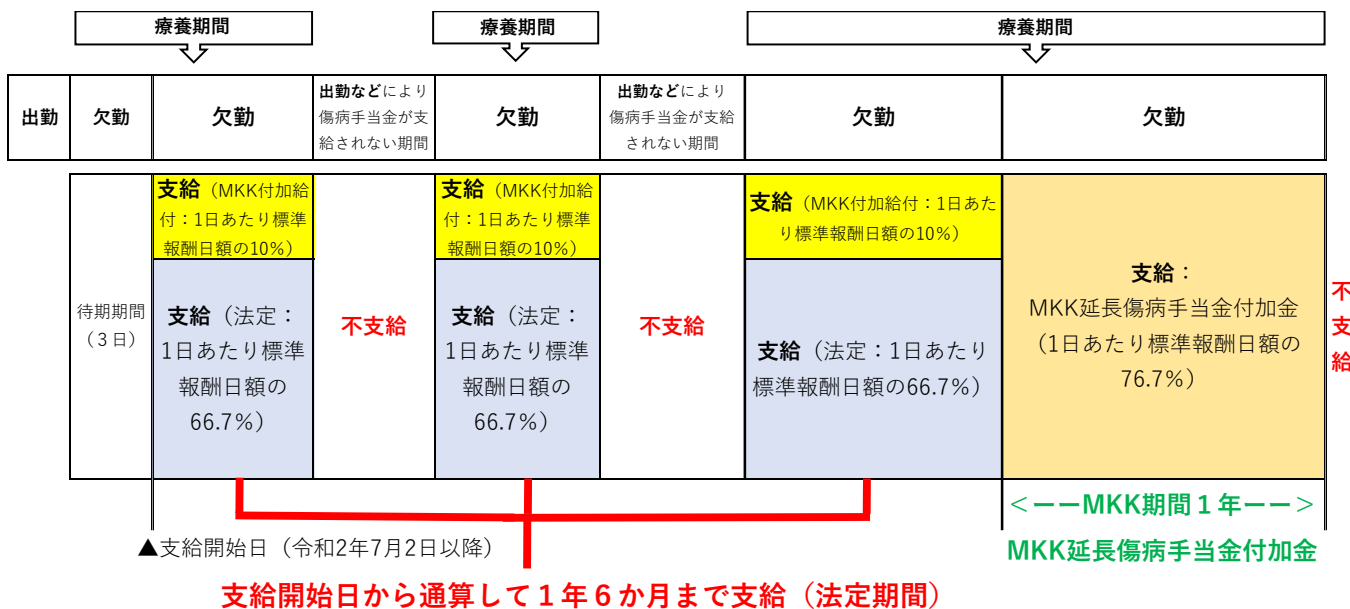 療養期間
療養期間
療養期間
出勤
欠勤
欠勤
出勤などにより
傷病手当金が支
給されない期間
欠勤
出勤などにより
傷病手当金が支給
されない期間
欠勤
欠勤
待期期間
（３日）
支給（MKK付加給
付：1日あたり標準
報酬日額の10%）
支給（法定：
1日あたり標準
報酬日額の
66.7%）
不支給
支給（MKK付加給
付：1日あたり標準
報酬日額の10%）
支給（法定：
1日あたり標準
報酬日額の
66.7%）
不支給
支給（MKK付加給付：1日あた
り標準報酬日額の10%）
支給（法定：1日あたり
標準報酬日額の66.7%）
支給：
MKK延長傷病手当金付加金
（1日あたり標準報酬日額の
76.7%）
不
支
給
＜ーーMKK期間１年ーー＞
MKK延長傷病手当金付加金
▲支給開始日（令和2年7月2日以降）
支給開始日から通算して１年６か月まで支給（法定期間）